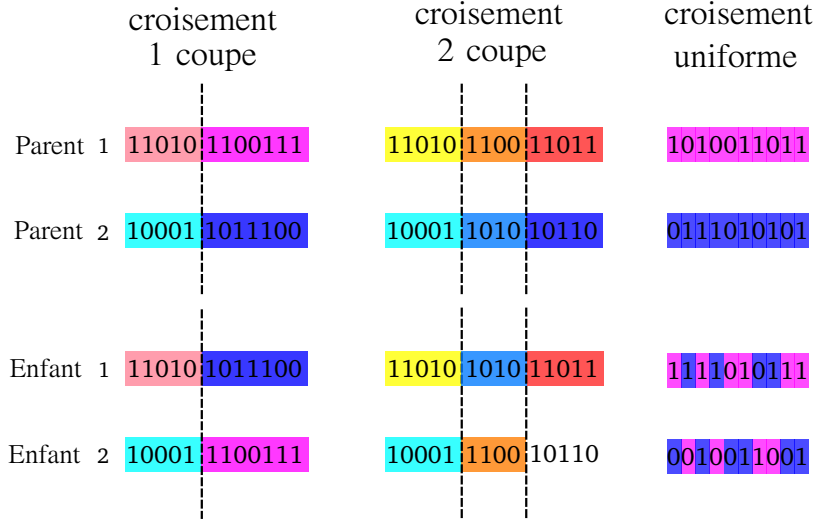 croisement
1 coupe
croisement
2 coupe
croisement
uniforme
Parent 1 11010 1100111 11010 1100 11011 1010011011
Parent 2 10001 1011100 10001 1010 10110 0111010101
Enfant 1 11010 1011100 11010 1010 11011 1111010111
Enfant 2 10001 1100111 10001 1100 10110 0010011001